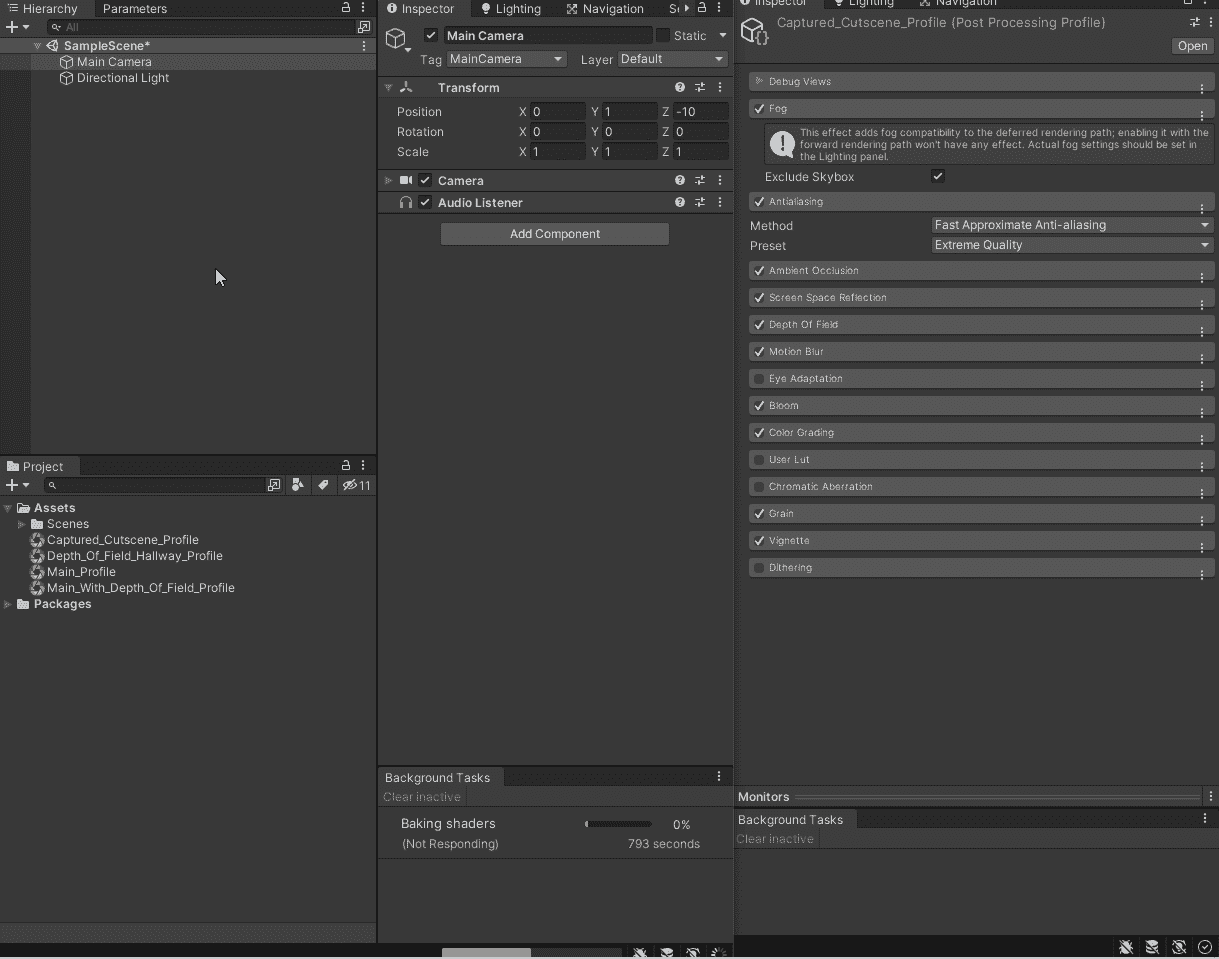 Hierarchy
Parameters
All
SampleScene*
Main Camera
Directional Light
Project
11
Assets
Scenes
Captured_Cutscene_Profile
Depth_Of_Field_Hallway_Profile
Main_Profile
Main_With_Depth_Of_Field_Profile
Packages
Inspector
Lighting
Navigation
Main Camera
Static
Tag
MainCamera
Layer
Default
Transform
Position X 0 Y 1 Z -10
Rotation X 0 Y 0 Z 0
Scale X 1 Y 1 Z 1
Camera
Audio Listener
Add Component
Background Tasks
Clear inactive
Baking shaders 0%
(Not Responding) 793 seconds
Inspector
Lighting
Navigation
Captured_Cutscene_Profile (Post Processing Profile)
Open
Debug Views
Fog
This effect adds fog compatibility to the deferred rendering path; enabling it with the
forward rendering path won't have any effect. Actual fog settings should be set in
the Lighting panel.
Exclude Skybox
Antialiasing
Method Fast Approximate Anti-aliasing
Preset Extreme Quality
Ambient Occlusion
Screen Space Reflection
Depth Of Field
Motion Blur
Eye Adaptation
Bloom
Color Grading
User Lut
Chromatic Aberration
Grain
Vignette
Dithering
Monitors
Background Tasks
Clear inactive